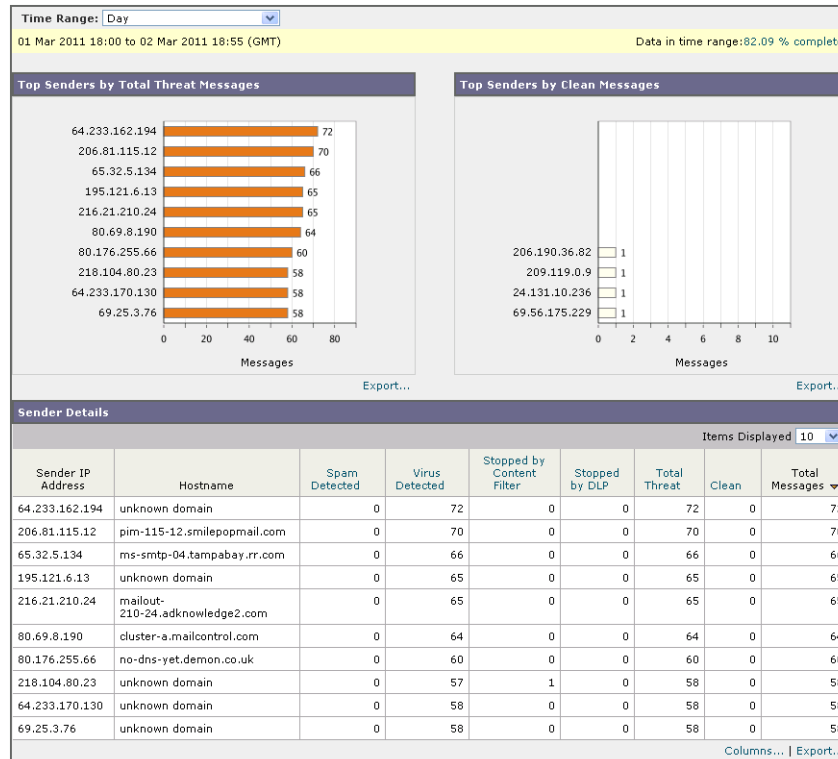 Time Range: Day
01 Mar 2011 18:00 to 02 Mar 2011 18:55 (GMT) Data in time range:82.09 % complet
Top Senders by Total Threat Messages
64.233.162.194 72
206.81.115.12 70
65.32.5.134 66
195.121.6.13 65
216.21.210.24 65
80.69.8.190 64
80.176.255.66 60
218.104.80.23 58
64.233.170.130 58
69.25.3.76 58
0 20 40 60 80
Messages
Export...
Top Senders by Clean Messages
206.190.36.82 1
209.119.0.9 1
24.131.10.236 1
69.56.175.229 1
0 2 4 6 8 10
Messages
Export..
Sender Details
Items Displayed 10
Sender IP Address Hostname Spam Detected Virus Detected Stopped by Content Filter Stopped by DLP Total Threat Clean Total Messages
64.233.162.194 unknown domain 0 72 0 0 72 0 7
206.81.115.12 pim-115-12.smilepopmail.com 0 70 0 0 70 0 7
65.32.5.134 ms-smtp-04.tampabay.rr.com 0 66 0 0 66 0 6
195.121.6.13 unknown domain 0 65 0 0 65 0 6
216.21.210.24 mailout-210-24.adknowledge2.com 0 65 0 0 65 0 6
80.69.8.190 cluster-a.mailcontrol.com 0 64 0 0 64 0 6
80.176.255.66 no-dns-yet.demon.co.uk 0 60 0 0 60 0 6
218.104.80.23 unknown domain 0 57 1 0 58 0 5
64.233.170.130 unknown domain 0 58 0 0 58 0 5
69.25.3.76 unknown domain 0 58 0 0 58 0 5
Columns... | Export..